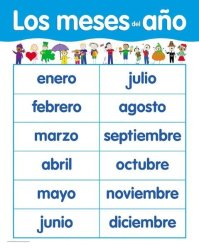 Los meses del año
enero julio
febrero agosto
marzo septiembre
abril octubre
mayo noviembre
junio diciembre